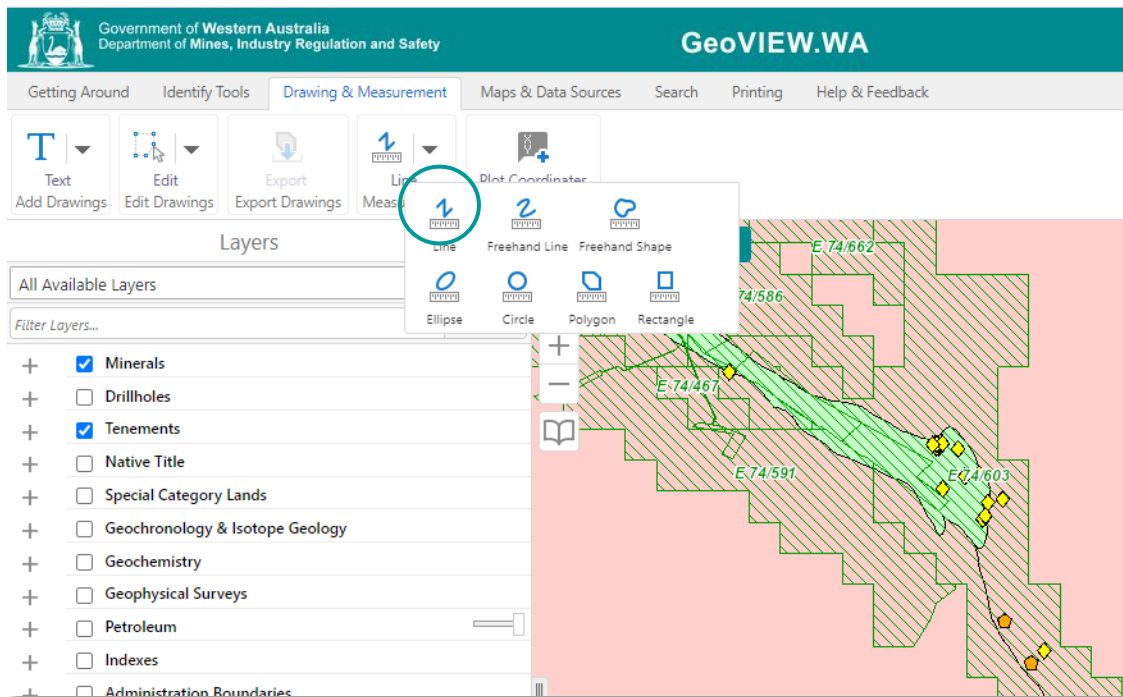 Government of Western Australia
Department of Mines, Industry Regulation and Safety
GeoVIEW.WA
Getting Around
Identify Tools
Drawing & Measurement
Maps & Data Sources
Search
Printing
Help & Feedback
Text
Edit
Export
Line
Plot Coordinates
Add Drawings
Edit Drawings
Export Drawings
Line
Freehand Line
Freehand Shape
Ellipse
Circle
Polygon
Rectangle
Layers
All Available Layers
Filter Layers...
Minerals
Drillholes
Tenements
Native Title
Special Category Lands
Geochronology & Isotope Geology
Geochemistry
Geophysical Surveys
Petroleum
Indexes
Administration Boundaries
E 74/662
74/586
E 74/467
E 74/591
E 74/603